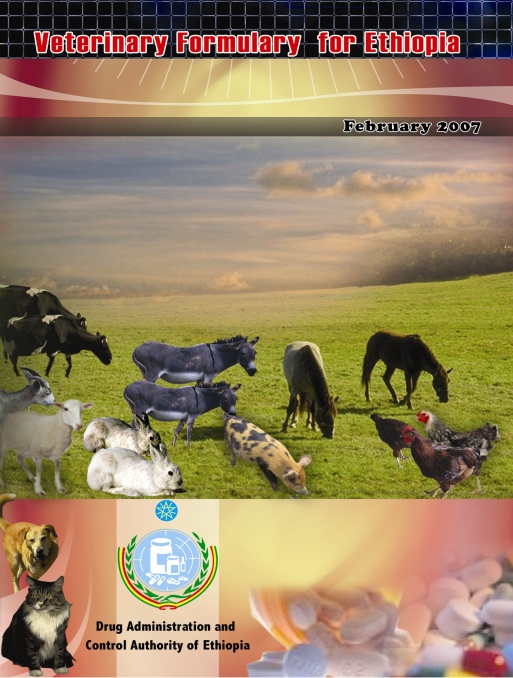 Veterinary Formulary for Ethiopia
February 2007
Drug Administration and
Control Authority of Ethiopia